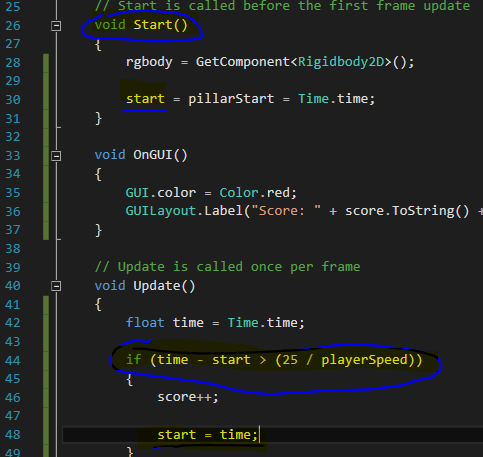 25 // Start is called before the first frame update
26 void Start()
27 {
28 rgbody = GetComponent<Rigidbody2D>();
29
30 start = pillarStart = Time.time;
31 }
32
33 void OnGUI()
34 {
35 GUI.color = Color.red;
36 GUILayout.Label("Score: " + score.ToString() +
37 }
38
39 // Update is called once per frame
40 void Update()
41 {
42 float time = Time.time;
43
44 if (time - start > (25 / playerSpeed))
45 {
46 score++;
47
48 start = time;
49 }